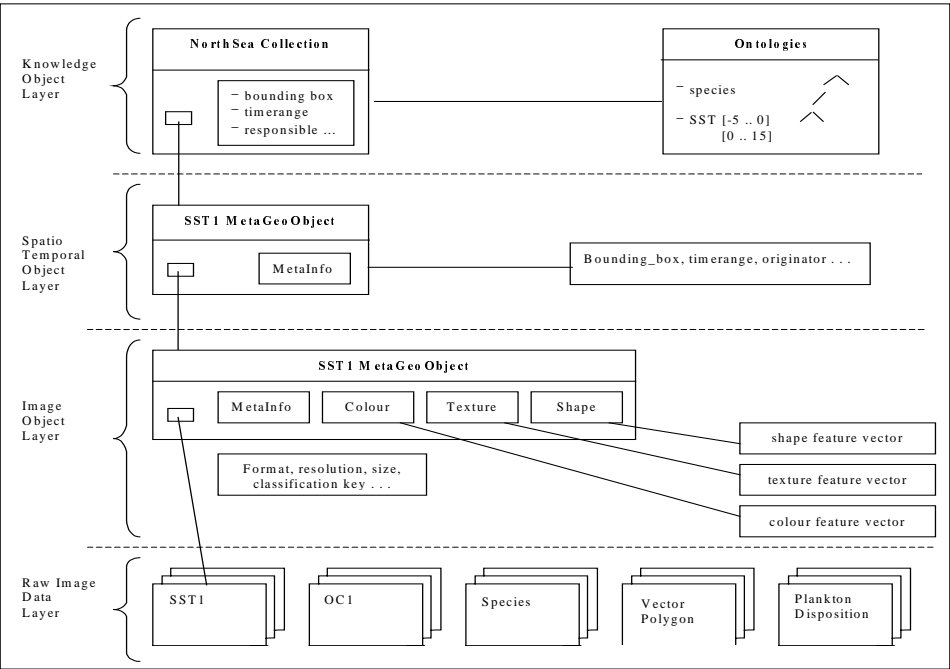 Knowledge
Object
Layer
NorthSea Collection
– bounding box
– timerange
– responsible ...
Ontologies
– species
– SST [-5 .. 0]
[0 .. 15]
Spatio
Temporal
Object
Layer
SST1 MetaGeoObject
MetaInfo
Bounding_box, timerange, originator . . .
Image
Object
Layer
SST1 MetaGeoObject
MetaInfo
Colour
Texture
Shape
Format, resolution, size,
classification key . . .
shape feature vector
texture feature vector
colour feature vector
Raw Image
Data
Layer
SST1
OC1
Species
Vector
Polygon
Plankton
Disposition